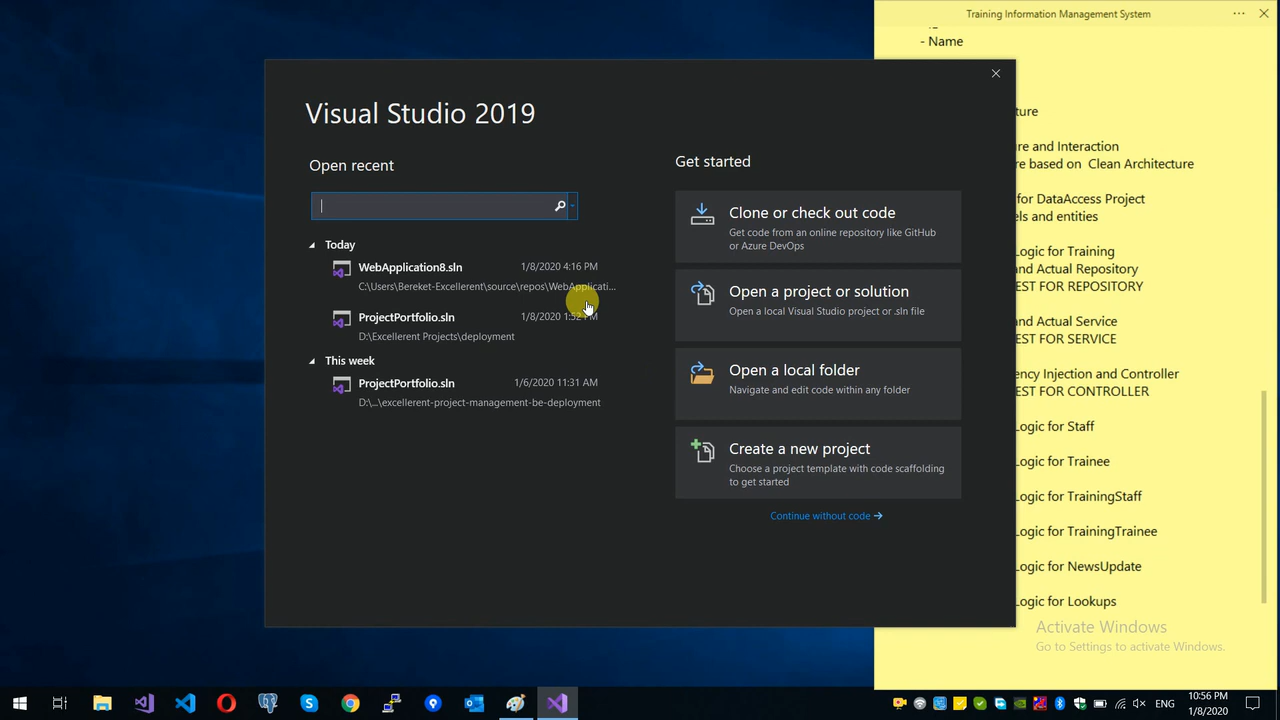 Training Information Management System
- Name
Visual Studio 2019
Open recent
Today
WebApplication8.sln 1/8/2020 4:16 PM
C:\Users\Bereket-Excellerent\source\repos\WebApplicati...
ProjectPortfolio.sln 1/8/2020 1:52 PM
D:\Excellerent Projects\deployment
This week
ProjectPortfolio.sln 1/6/2020 11:31 AM
D:\...\excellerent-project-management-be-deployment
Get started
Clone or check out code
Get code from an online repository like GitHub
or Azure DevOps
Open a project or solution
Open a local Visual Studio project or .sln file
Open a local folder
Navigate and edit code within any folder
Create a new project
Choose a project template with code scaffolding
to get started
Continue without code →
ture
ure and Interaction
re based on Clean Architecture
for DataAccess Project
els and entities
Logic for Training
and Actual Repository
EST FOR REPOSITORY
and Actual Service
EST FOR SERVICE
ency Injection and Controller
EST FOR CONTROLLER
Logic for Staff
Logic for Trainee
Logic for TrainingStaff
Logic for TrainingTrainee
Logic for NewsUpdate
Logic for Lookups
Activate Windows
Go to Settings to activate Windows.
ENG
10:56 PM
1/8/2020